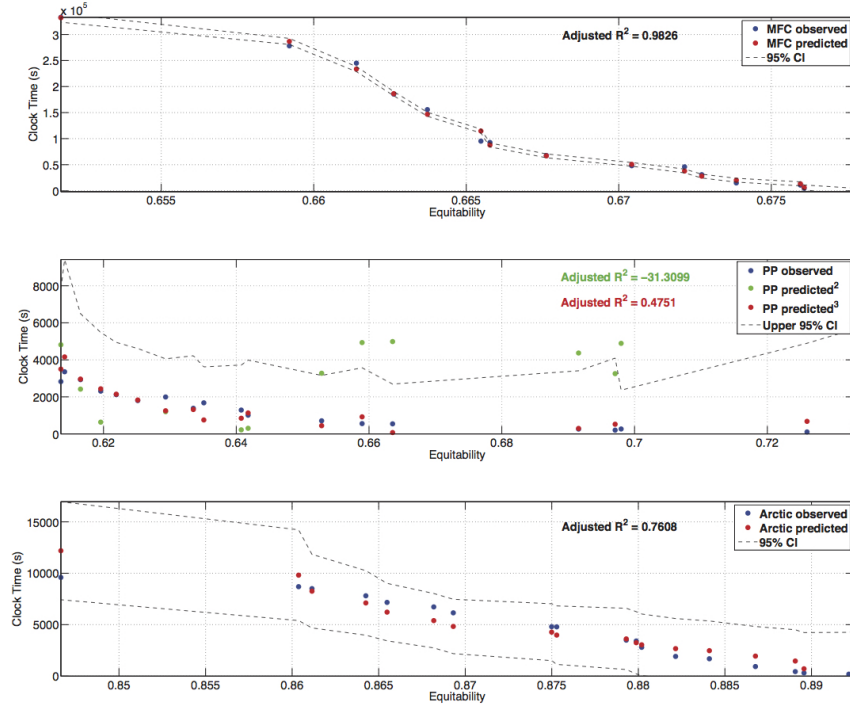 x 10^5
3
2.5
2
1.5
1
0.5
0
Clock Time (s)
Adjusted R^2 = 0.9826
MFC observed
MFC predicted
95% CI
0.655 0.66 0.665 0.67 0.675
Equitability
8000
6000
4000
2000
0
Clock Time (s)
Adjusted R^2 = −31.3099
Adjusted R^2 = 0.4751
PP observed
PP predicted^2
PP predicted^3
Upper 95% CI
0.62 0.64 0.66 0.68 0.7 0.72
Equitability
15000
10000
5000
0
Clock Time (s)
Adjusted R^2 = 0.7608
Arctic observed
Arctic predicted
95% CI
0.85 0.855 0.86 0.865 0.87 0.875 0.88 0.885 0.89
Equitability